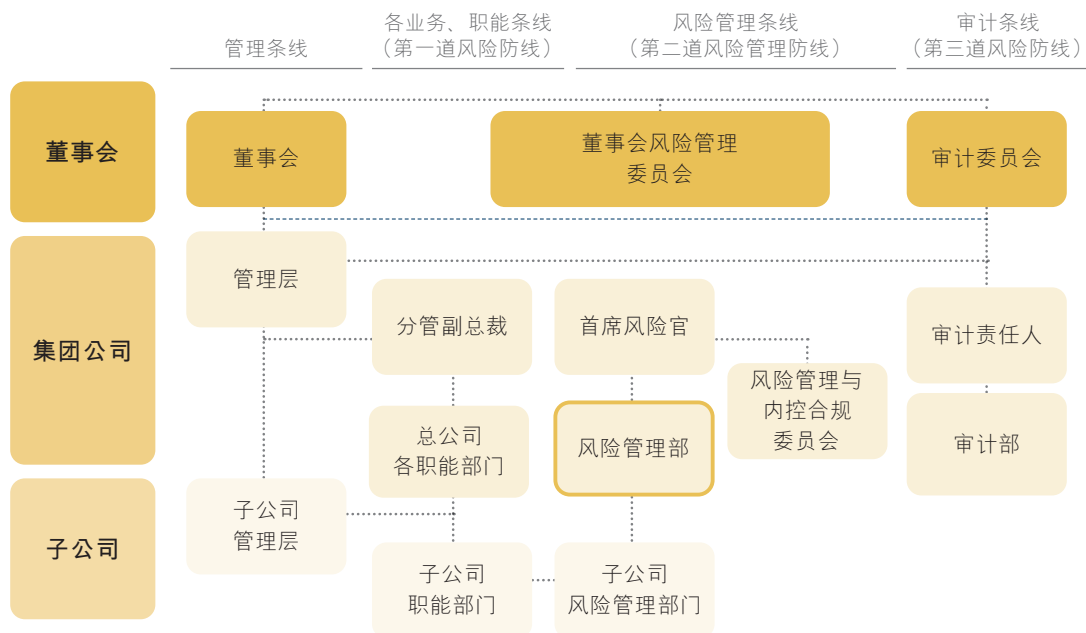 管理条线
各业务、职能条线
（第一道风险防线）
风险管理条线
（第二道风险管理防线）
审计条线
（第三道风险防线）
董事会
董事会
董事会风险管理
委员会
审计委员会
集团公司
管理层
分管副总裁
首席风险官
审计责任人
风险管理与
内控合规
委员会
总公司
各职能部门
风险管理部
审计部
子公司
子公司
管理层
子公司
职能部门
子公司
风险管理部门